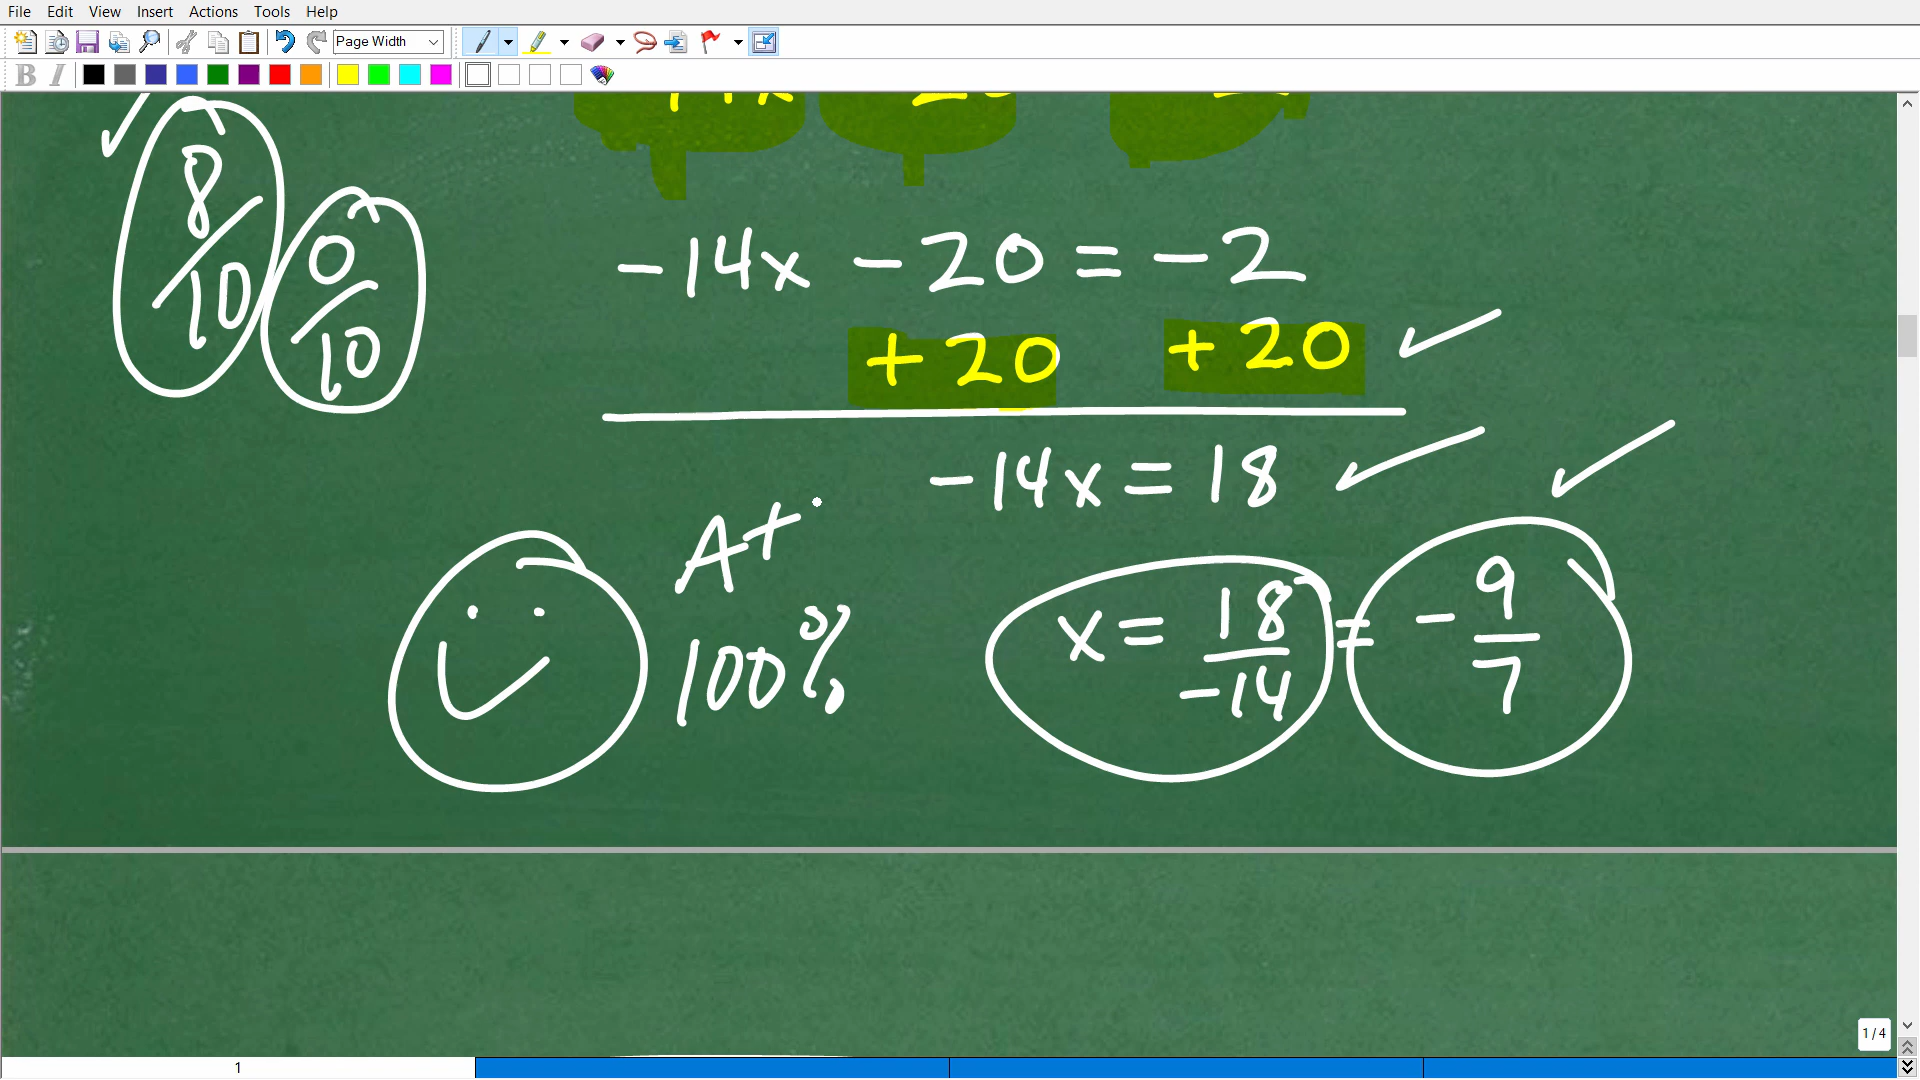 File Edit View Insert Actions Tools Help
Page Width
B I
8/10
0/10
-14x - 20 = -2
+20 +20
-14x = 18
A+
100%
x = 18/-14 = -9/7
1 / 4
1